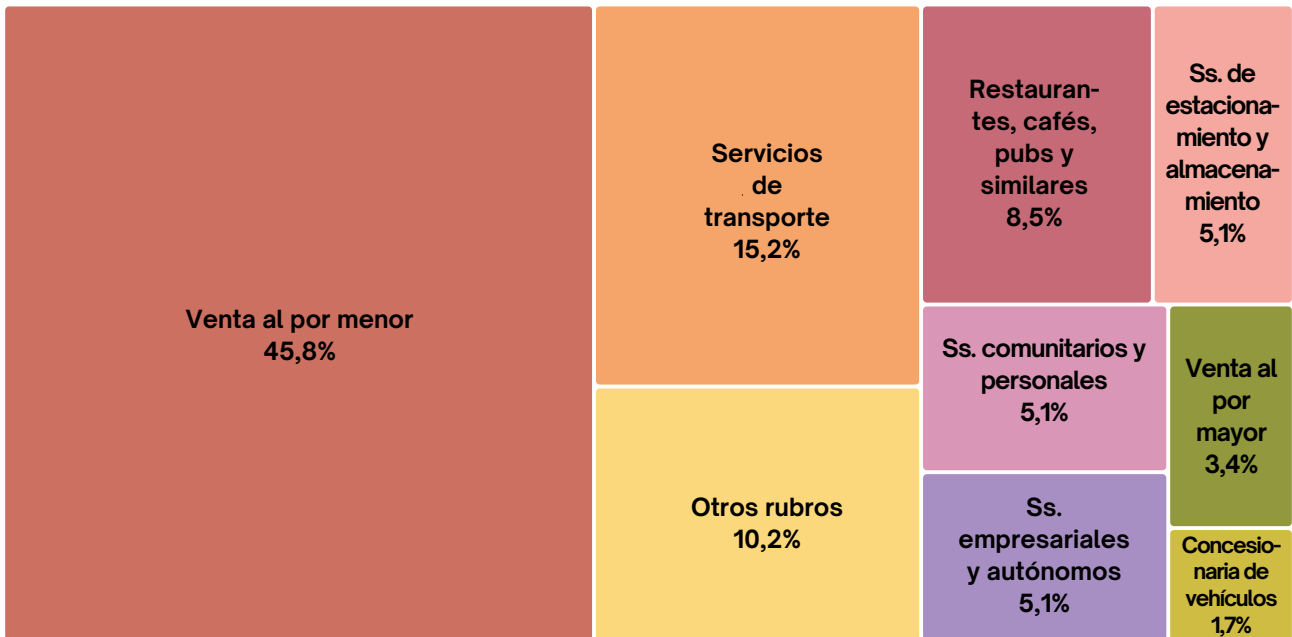 Venta al por menor
45,8%
Servicios
de
transporte
15,2%
Otros rubros
10,2%
Restauran-
tes, cafés,
pubs y
similares
8,5%
Ss. de
estaciona-
miento y
almacena-
miento
5,1%
Ss. comunitarios y
personales
5,1%
Ss.
empresariales
y autónomos
5,1%
Venta al
por
mayor
3,4%
Concesio-
naria de
vehículos
1,7%